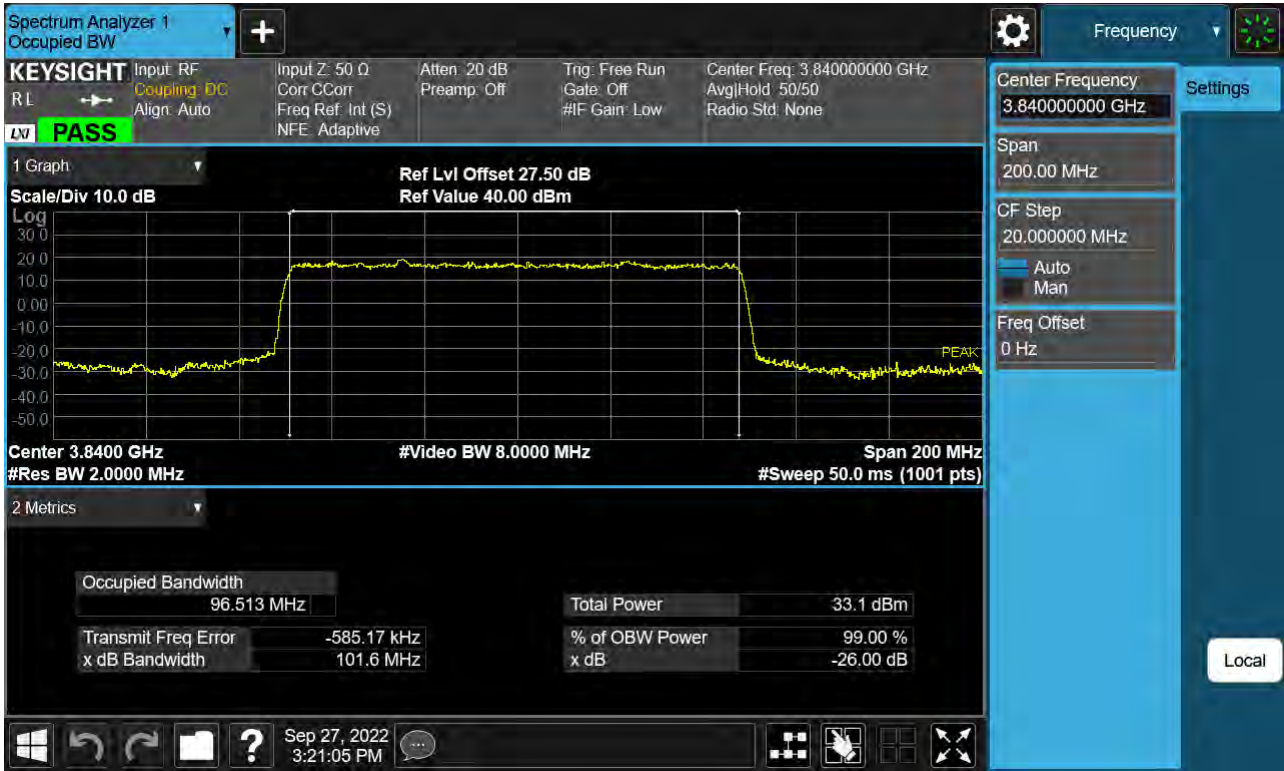 Spectrum Analyzer 1
Occupied BW
Frequency
KEYSIGHT
RL
LXI
PASS
Input: RF
Coupling: DC
Align: Auto
Input Z: 50 Ω
Corr CCorr
Freq Ref: Int (S)
NFE: Adaptive
Atten: 20 dB
Preamp: Off
Trig: Free Run
Gate: Off
#IF Gain: Low
Center Freq: 3.840000000 GHz
Avg|Hold: 50/50
Radio Std: None
Center Frequency
3.840000000 GHz
Settings
Span
200.00 MHz
CF Step
20.000000 MHz
Auto
Man
Freq Offset
0 Hz
1 Graph
Scale/Div 10.0 dB
Ref Lvl Offset 27.50 dB
Ref Value 40.00 dBm
Log
30.0
20.0
10.0
0.00
-10.0
-20.0
-30.0
-40.0
-50.0
PEAK
Center 3.8400 GHz
#Video BW 8.0000 MHz
Span 200 MHz
#Res BW 2.0000 MHz
#Sweep 50.0 ms (1001 pts)
2 Metrics
Occupied Bandwidth
96.513 MHz
Total Power 33.1 dBm
Transmit Freq Error -585.17 kHz
% of OBW Power 99.00 %
x dB Bandwidth 101.6 MHz
x dB -26.00 dB
Local
?
Sep 27, 2022
3:21:05 PM